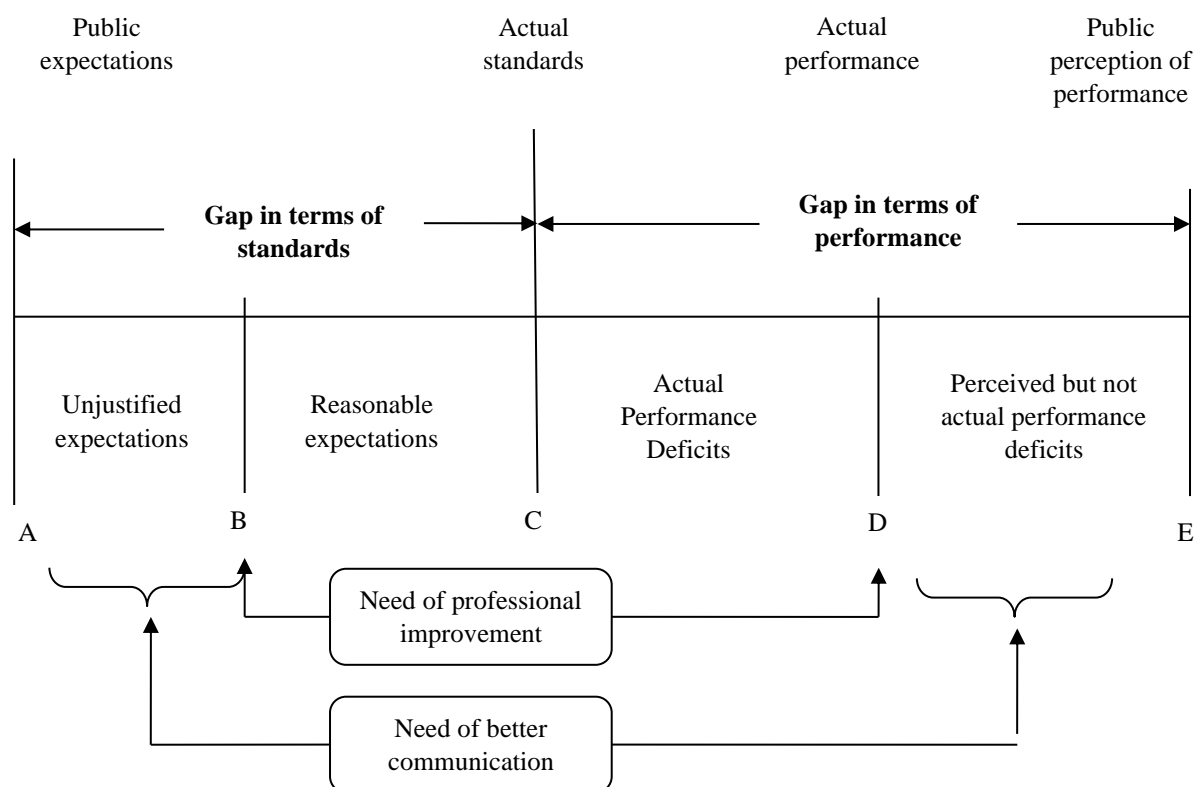 Public
expectations
Actual
standards
Actual
performance
Public
perception of
performance
Gap in terms of
standards
Gap in terms of
performance
Unjustified
expectations
Reasonable
expectations
Actual
Performance
Deficits
Perceived but not
actual performance
deficits
A
B
C
D
E
Need of professional
improvement
Need of better
communication